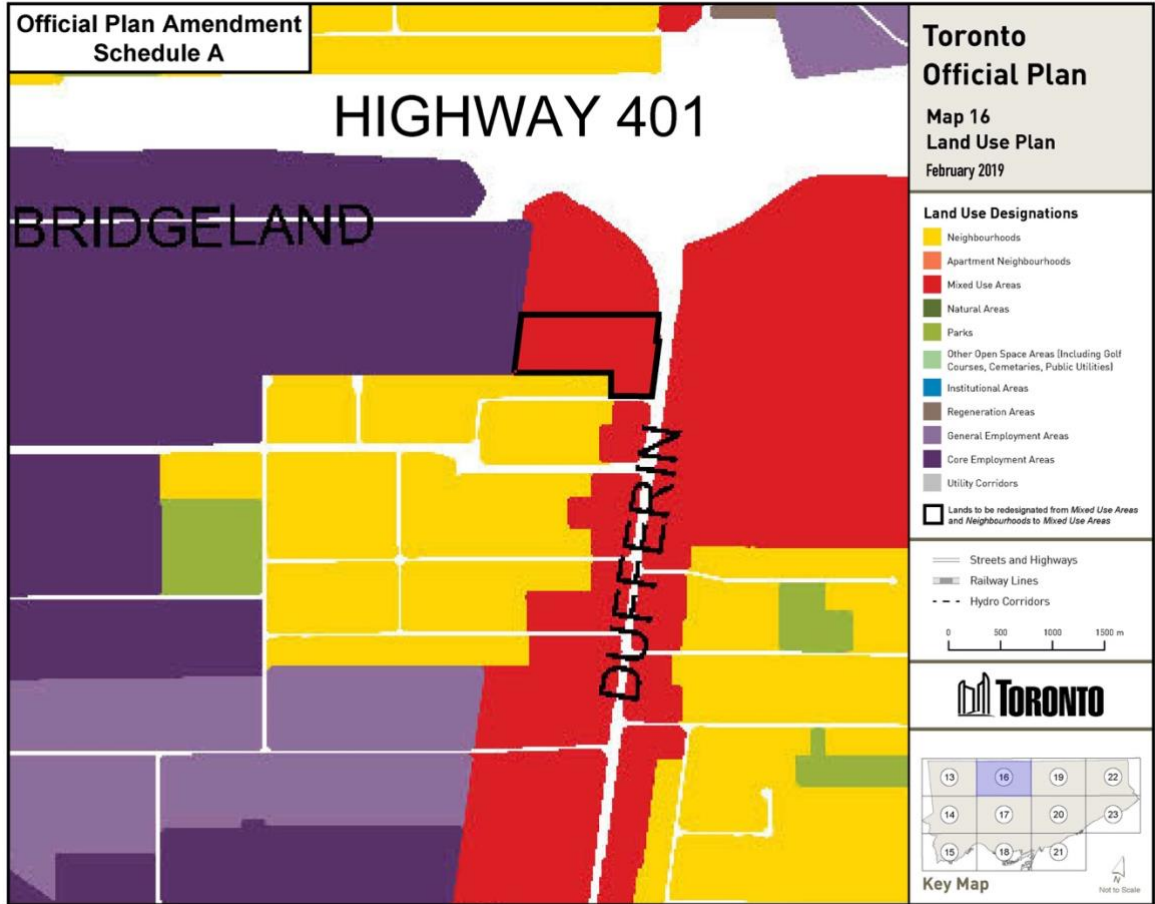 Official Plan Amendment
Schedule A
HIGHWAY 401
BRIDGELAND
DUFFERIN
Toronto
Official Plan
Map 16
Land Use Plan
February 2019
Land Use Designations
Neighbourhoods
Apartment Neighbourhoods
Mixed Use Areas
Natural Areas
Parks
Other Open Space Areas (Including Golf
Courses, Cemetaries, Public Utilities)
Institutional Areas
Regeneration Areas
General Employment Areas
Core Employment Areas
Utility Corridors
Lands to be redesignated from Mixed Use Areas
and Neighbourhoods to Mixed Use Areas
Streets and Highways
Railway Lines
Hydro Corridors
0 500 1000 1500 m
TORONTO
13 16 19 22
14 17 20 23
15 18 21
N
Key Map
Not to Scale